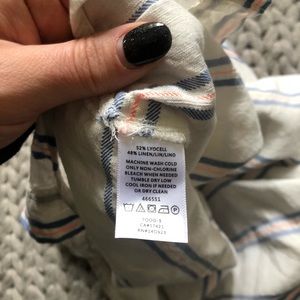 52% LYOCELL
48% LINEN/LIN/LINO
MACHINE WASH COLD
ONLY NON-CHLORINE
BLEACH WHEN NEEDED
TUMBLE DRY LOW
COOL IRON IF NEEDED
OR DRY CLEAN
466551